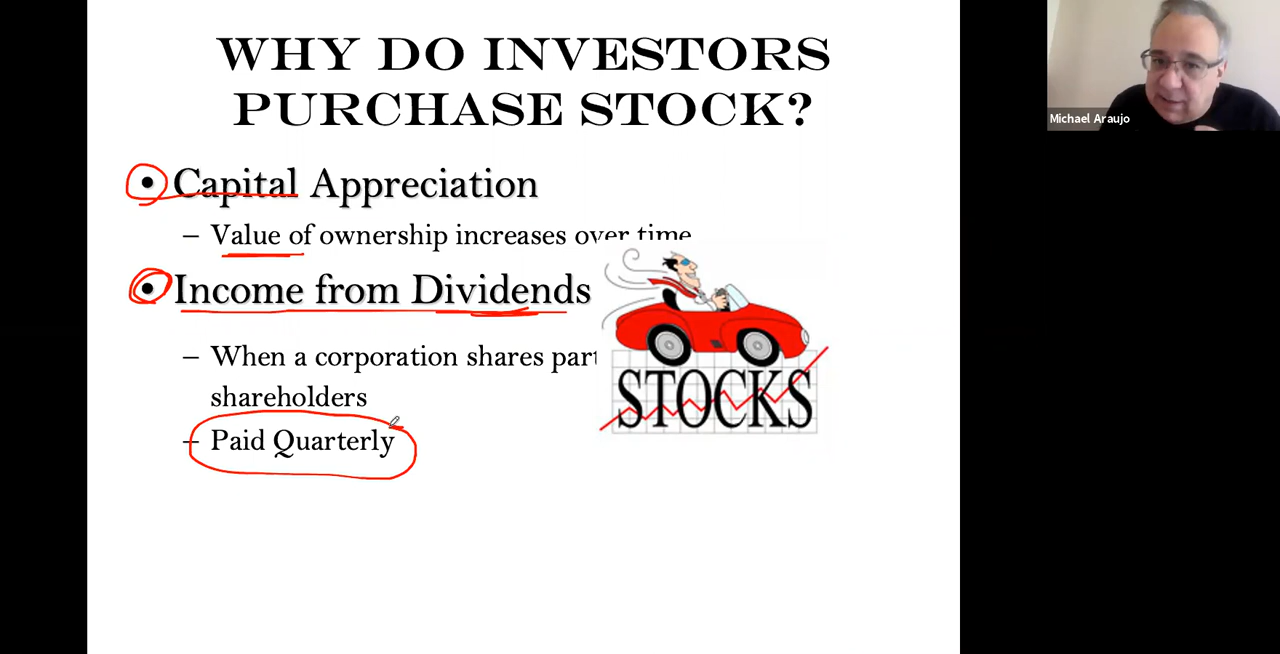 WHY DO INVESTORS
PURCHASE STOCK?
• Capital Appreciation
– Value of ownership increases over time
• Income from Dividends
– When a corporation shares part
shareholders
– Paid Quarterly
STOCKS
Michael Araujo